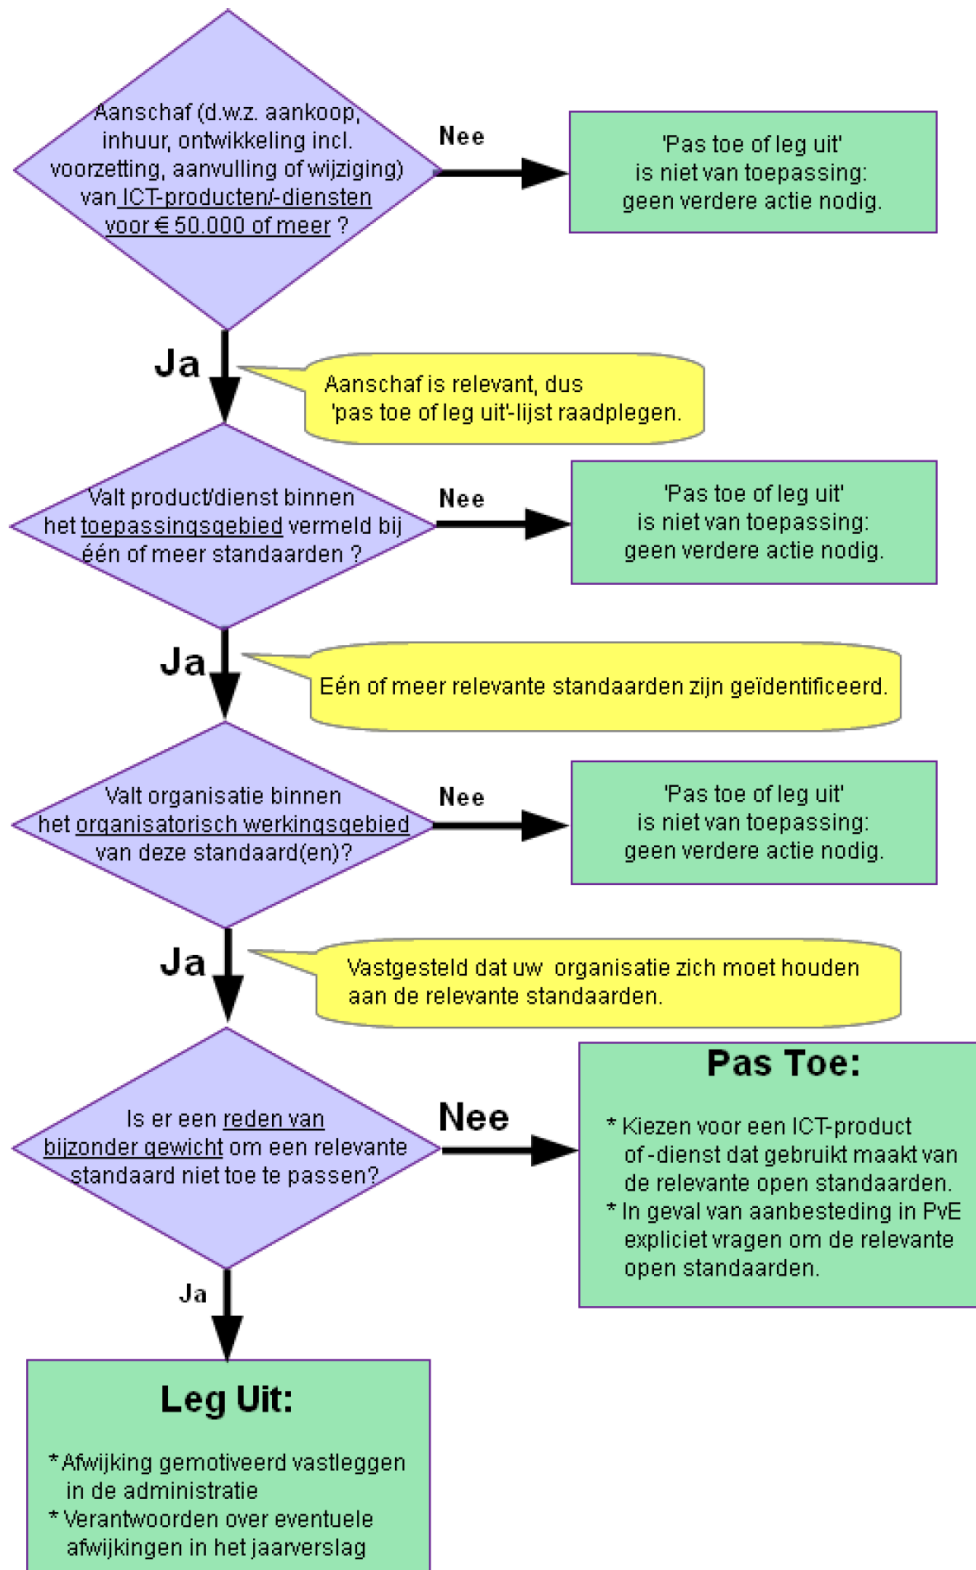 Aanschaf (d.w.z. aankoop,
inhuur, ontwikkeling incl.
voorzetting, aanvulling of wijziging)
van ICT-producten/-diensten
voor € 50.000 of meer ?
Nee
'Pas toe of leg uit'
is niet van toepassing:
geen verdere actie nodig.
Ja
Aanschaf is relevant, dus
'pas toe of leg uit'-lijst raadplegen.
Valt product/dienst binnen
het toepassingsgebied vermeld bij
één of meer standaarden ?
Nee
'Pas toe of leg uit'
is niet van toepassing:
geen verdere actie nodig.
Ja
Eén of meer relevante standaarden zijn geïdentificeerd.
Valt organisatie binnen
het organisatorisch werkingsgebied
van deze standaard(en)?
Nee
'Pas toe of leg uit'
is niet van toepassing:
geen verdere actie nodig.
Ja
Vastgesteld dat uw organisatie zich moet houden
aan de relevante standaarden.
Is er een reden van
bijzonder gewicht om een relevante
standaard niet toe te passen?
Nee
Pas Toe:
* Kiezen voor een ICT-product
of -dienst dat gebruikt maakt van
de relevante open standaarden.
* In geval van aanbesteding in PvE
expliciet vragen om de relevante
open standaarden.
Ja
Leg Uit:
* Afwijking gemotiveerd vastleggen
in de administratie
* Verantwoorden over eventuele
afwijkingen in het jaarverslag